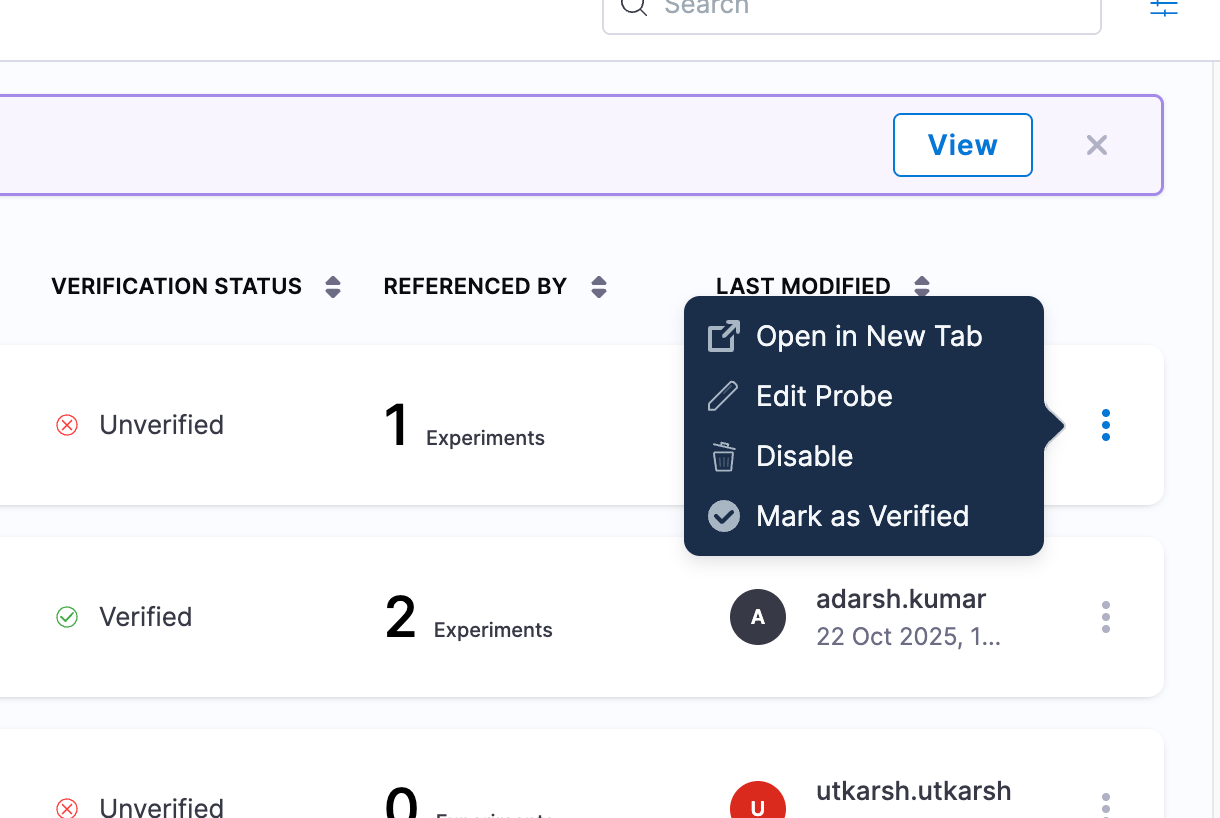 Search
View
VERIFICATION STATUS
REFERENCED BY
LAST MODIFIED
Open in New Tab
Edit Probe
Disable
Mark as Verified
Unverified
1 Experiments
Verified
2 Experiments
A
adarsh.kumar
22 Oct 2025, 1...
Unverified
0 Experiments
U
utkarsh.utkarsh